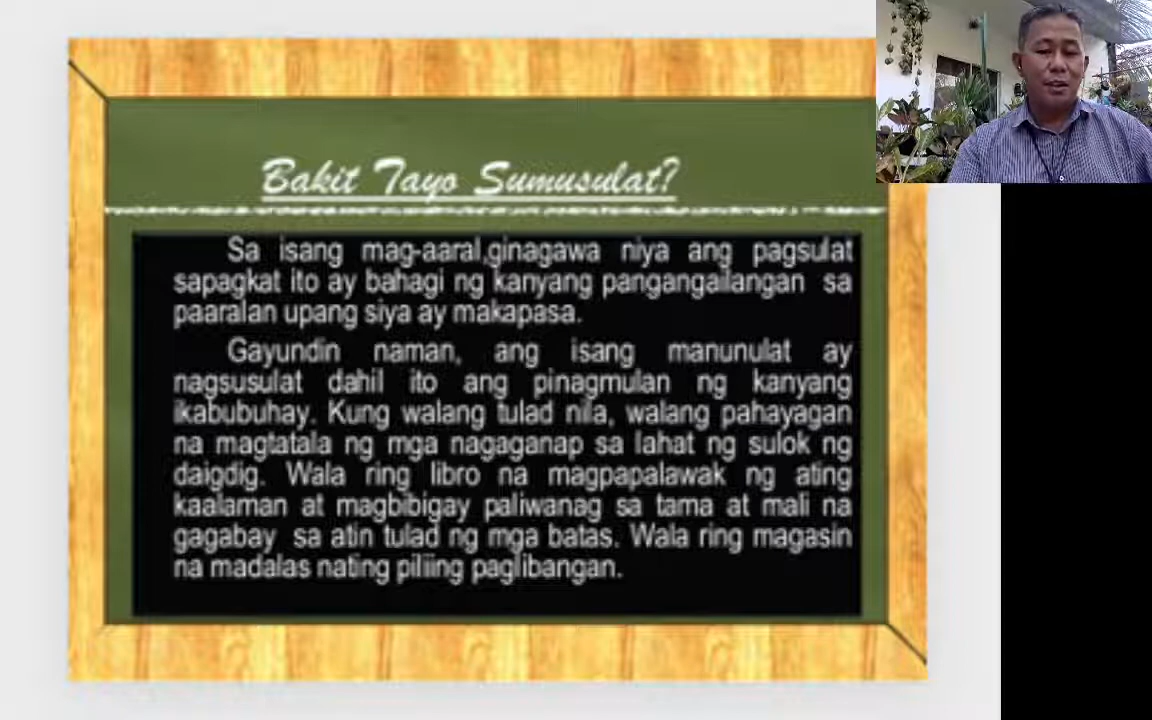 Bakit Tayo Sumusulat?
Sa isang mag-aaral,ginagawa niya ang pagsulat
sapagkat ito ay bahagi ng kanyang pangangailangan sa
paaralan upang siya ay makapasa.
Gayundin naman, ang isang manunulat ay
nagsusulat dahil ito ang pinagmulan ng kanyang
ikabubuhay. Kung walang tulad nila, walang pahayagan
na magtatala ng mga nagaganap sa lahat ng sulok ng
daigdig. Wala ring libro na magpapalawak ng ating
kaalaman at magbibigay paliwanag sa tama at mali na
gagabay sa atin tulad ng mga batas. Wala ring magasin
na madalas nating piliing paglibangan.